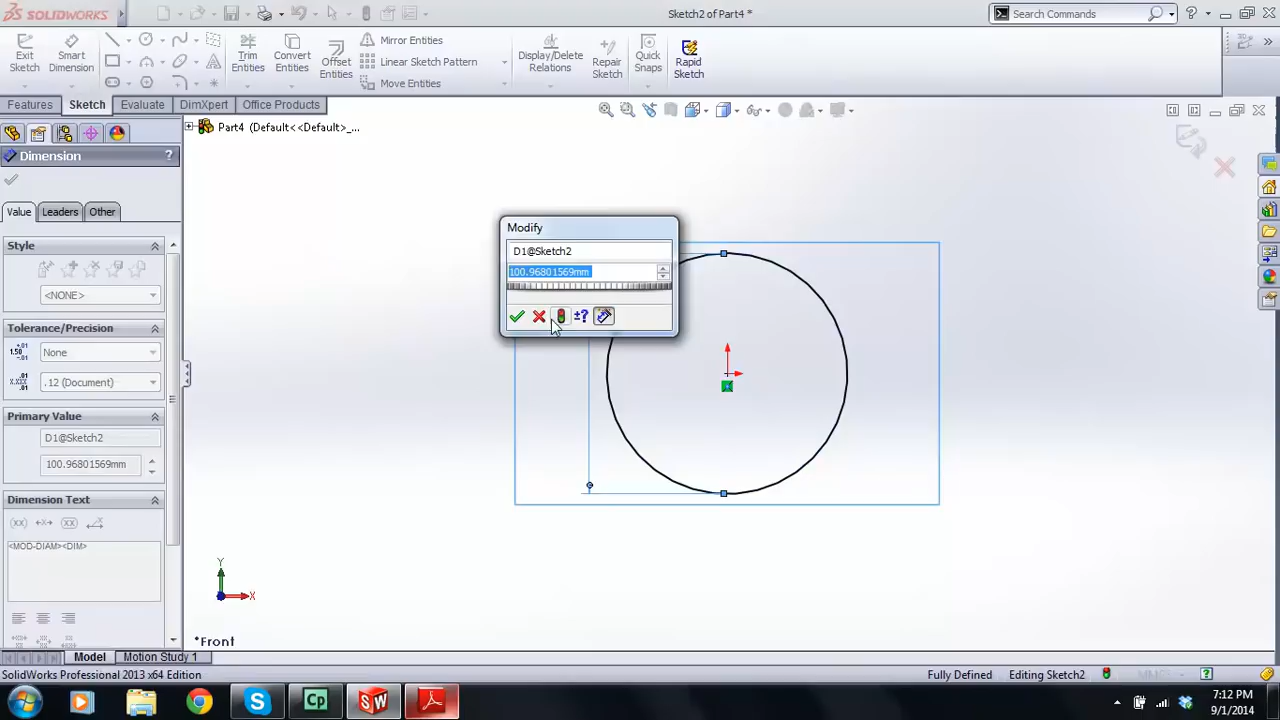 SOLIDWORKS
Sketch2 of Part4 *
Search Commands
Exit Sketch
Smart Dimension
Trim Entities
Convert Entities
Offset Entities
Mirror Entities
Linear Sketch Pattern
Move Entities
Display/Delete Relations
Repair Sketch
Quick Snaps
Rapid Sketch
Features
Sketch
Evaluate
DimXpert
Office Products
Part4 (Default<<Default>_...
Dimension
?
Value
Leaders
Other
Style
<NONE>
Tolerance/Precision
None
.12 (Document)
Primary Value
D1@Sketch2
100.96801569mm
Dimension Text
<MOD-DIAM><DIM>
Modify
D1@Sketch2
100.96801569mm
±?
Y
X
*Front
Model
Motion Study 1
SolidWorks Professional 2013 x64 Edition
Fully Defined
Editing Sketch2
7:12 PM
9/1/2014